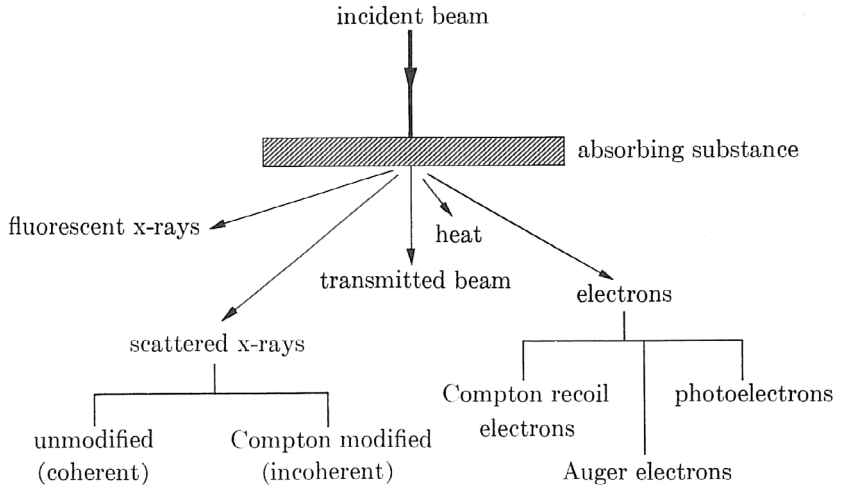 incident beam
absorbing substance
fluorescent x-rays
heat
transmitted beam
electrons
scattered x-rays
Compton recoil
electrons
photoelectrons
unmodified
(coherent)
Compton modified
(incoherent)
Auger electrons